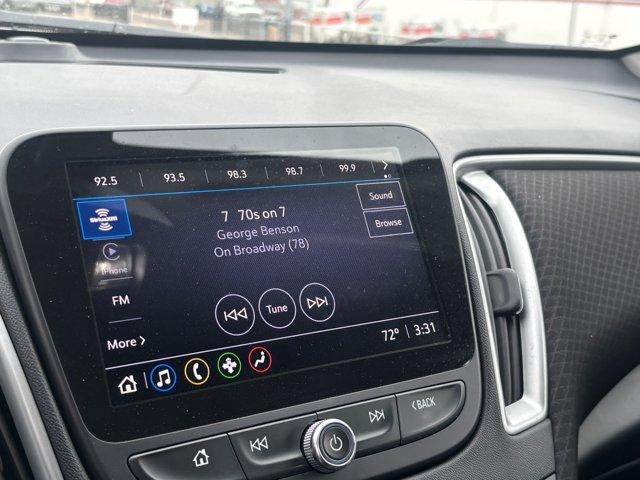 92.5 93.5 98.3 98.7 99.9 >
SiriusXM
7 70s on 7
George Benson
On Broadway (78)
Sound
Browse
iPhone
FM
Tune
More >
72° 3:31
< BACK